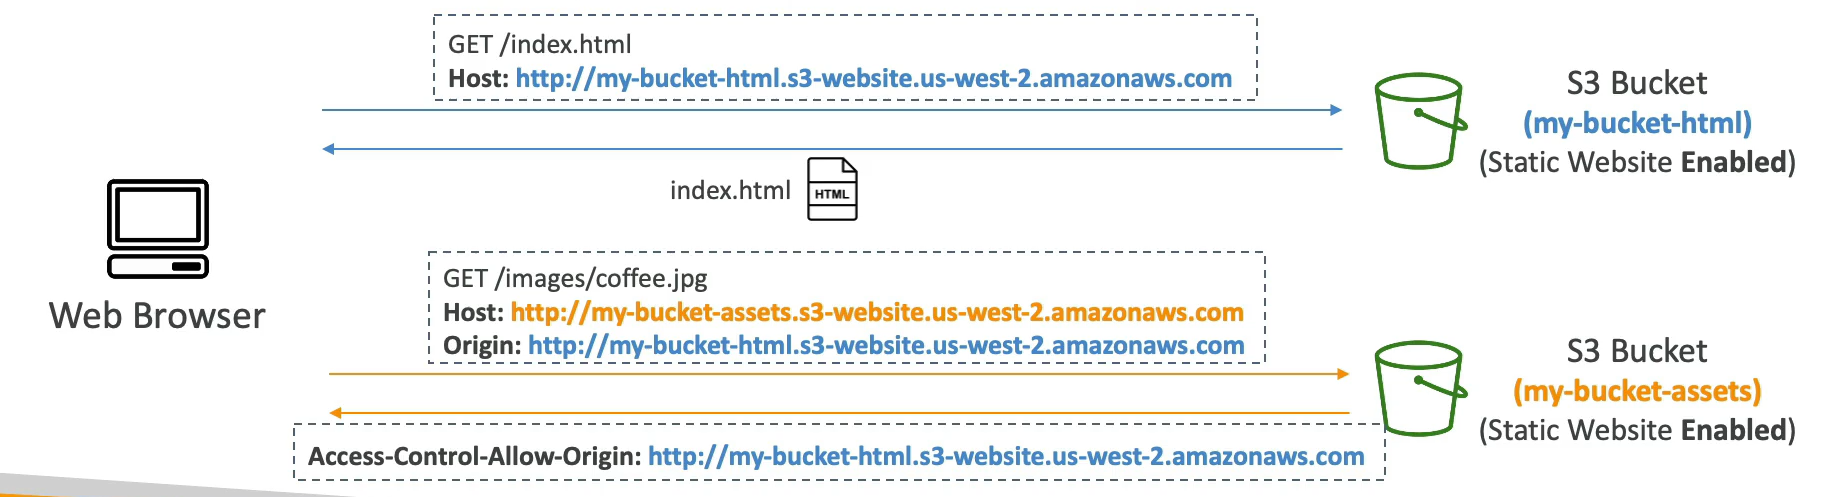 GET /index.html
Host: http://my-bucket-html.s3-website.us-west-2.amazonaws.com
S3 Bucket
(my-bucket-html)
(Static Website Enabled)
index.html
HTML
Web Browser
GET /images/coffee.jpg
Host: http://my-bucket-assets.s3-website.us-west-2.amazonaws.com
Origin: http://my-bucket-html.s3-website.us-west-2.amazonaws.com
S3 Bucket
(my-bucket-assets)
(Static Website Enabled)
Access-Control-Allow-Origin: http://my-bucket-html.s3-website.us-west-2.amazonaws.com